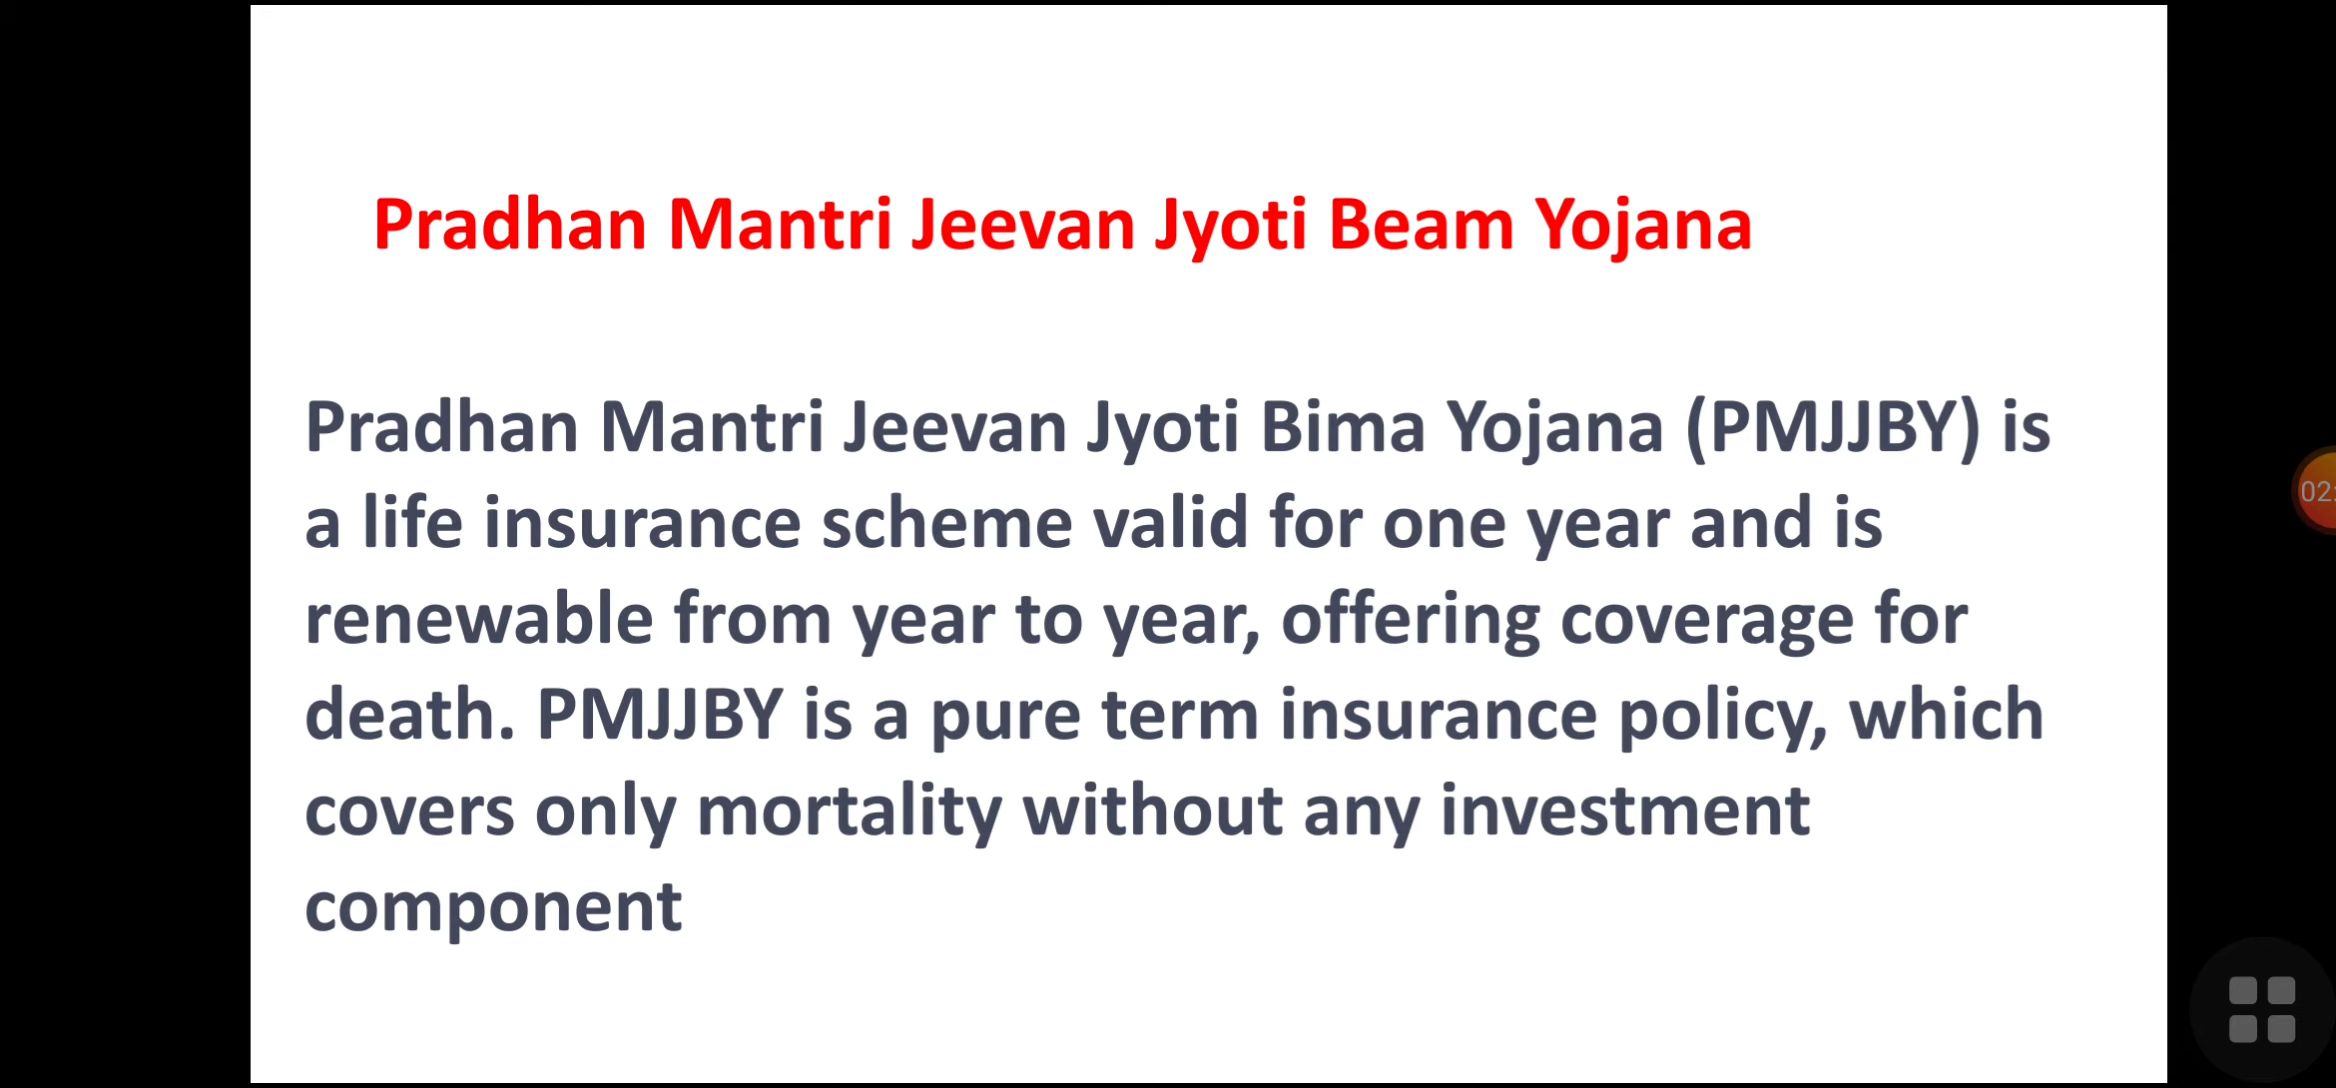 Pradhan Mantri Jeevan Jyoti Beam Yojana
Pradhan Mantri Jeevan Jyoti Bima Yojana (PMJJBY) is
a life insurance scheme valid for one year and is
renewable from year to year, offering coverage for
death. PMJJBY is a pure term insurance policy, which
covers only mortality without any investment
component
02: